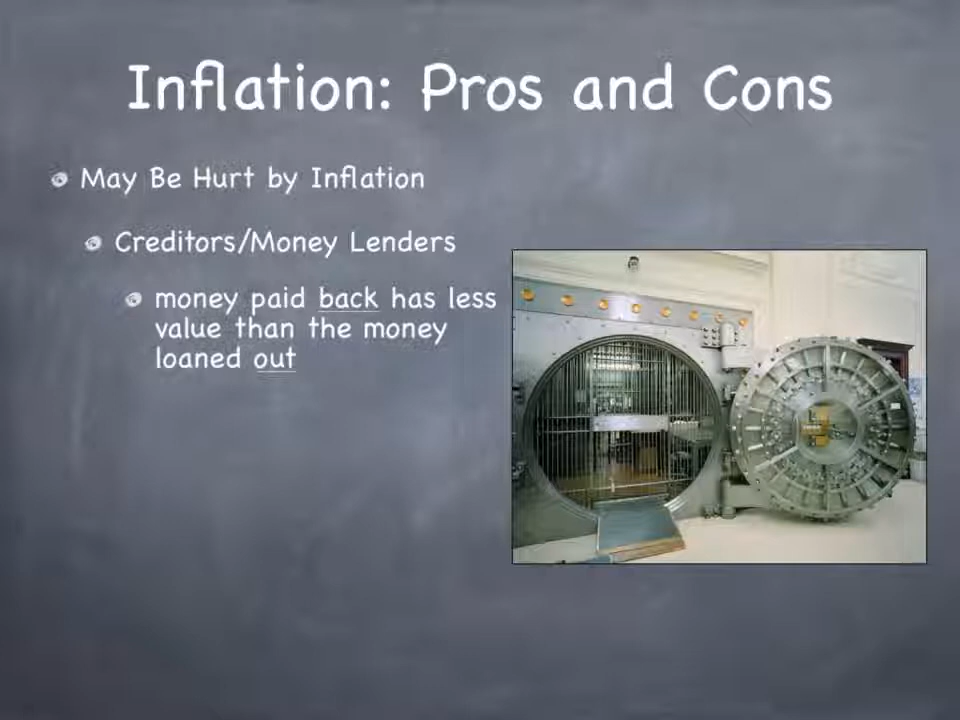 Inflation: Pros and Cons
May Be Hurt by Inflation
Creditors/Money Lenders
money paid back has less
value than the money
loaned out